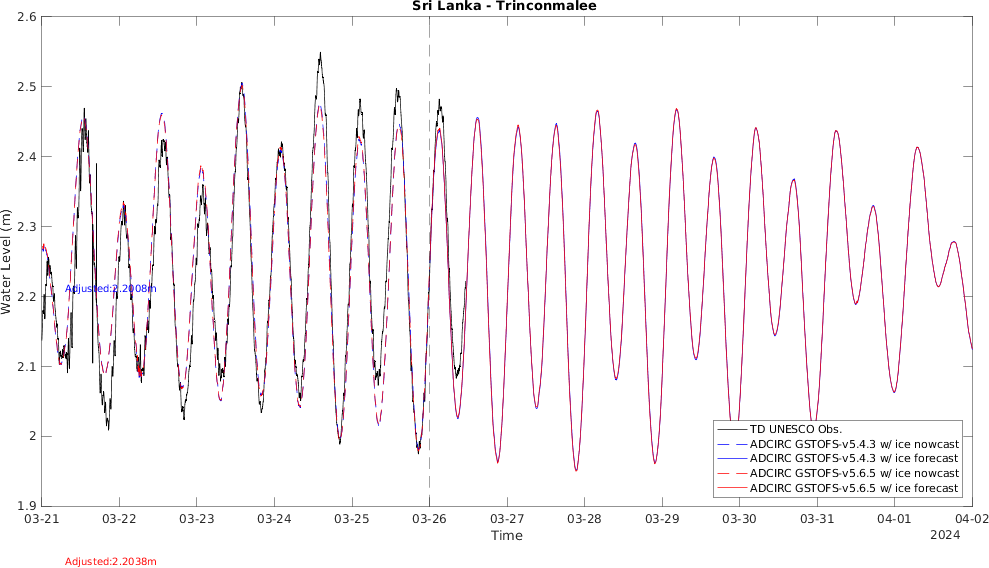 Sri Lanka - Trinconmalee
2.6
2.5
2.4
2.3
2.2
2.1
2
1.9
Water Level (m)
Adjusted:2.2008m
TD UNESCO Obs.
ADCIRC GSTOFS-v5.4.3 w/ ice nowcast
ADCIRC GSTOFS-v5.4.3 w/ ice forecast
ADCIRC GSTOFS-v5.6.5 w/ ice nowcast
ADCIRC GSTOFS-v5.6.5 w/ ice forecast
03-21 03-22 03-23 03-24 03-25 03-26 03-27 03-28 03-29 03-30 03-31 04-01 04-02
Time
2024
Adjusted:2.2038m